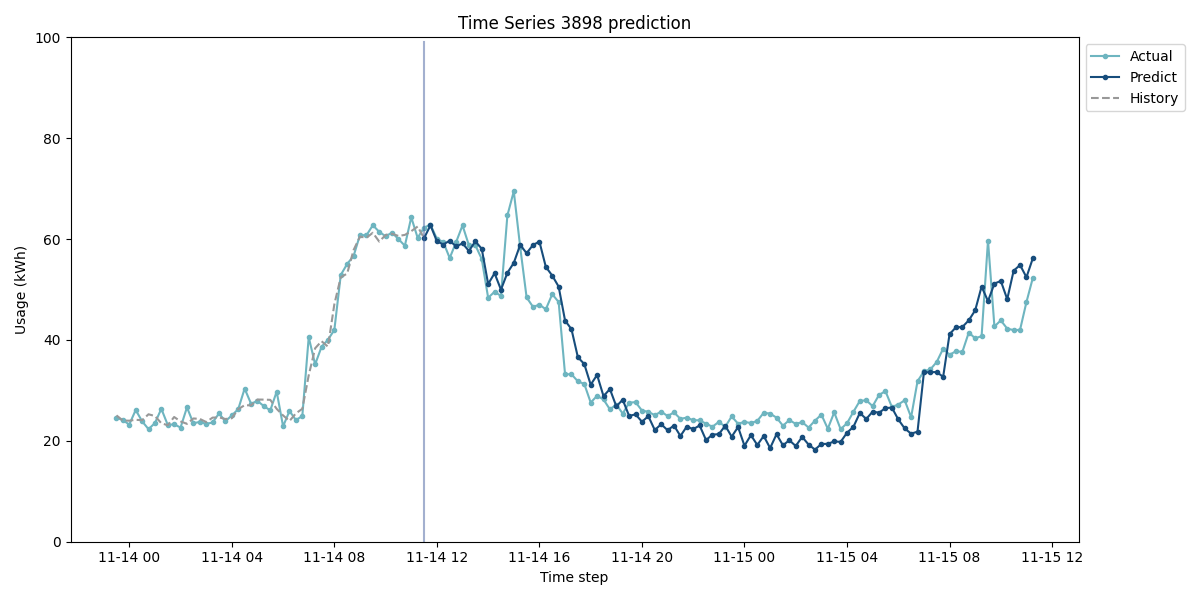 Time Series 3898 prediction
Usage (kWh)
100
80
60
40
20
0
11-14 00
11-14 04
11-14 08
11-14 12
11-14 16
11-14 20
11-15 00
11-15 04
11-15 08
11-15 12
Time step
Actual
Predict
History